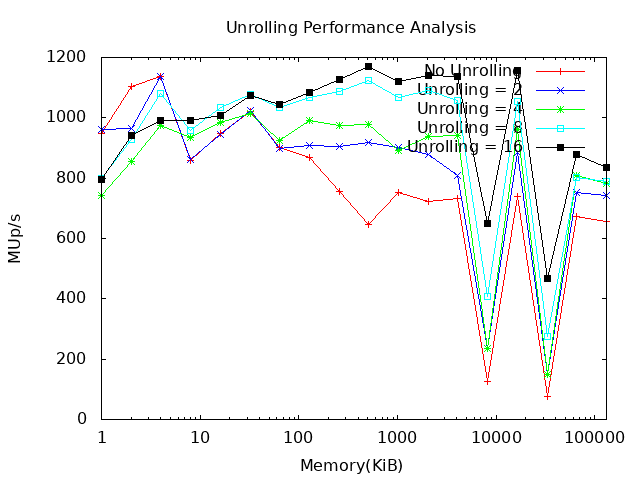 Unrolling Performance Analysis
MUp/s
1200
1000
800
600
400
200
0
No Unrolling
Unrolling = 2
Unrolling = 4
Unrolling = 8
Unrolling = 16
1
10
100
1000
10000
100000
Memory(KiB)